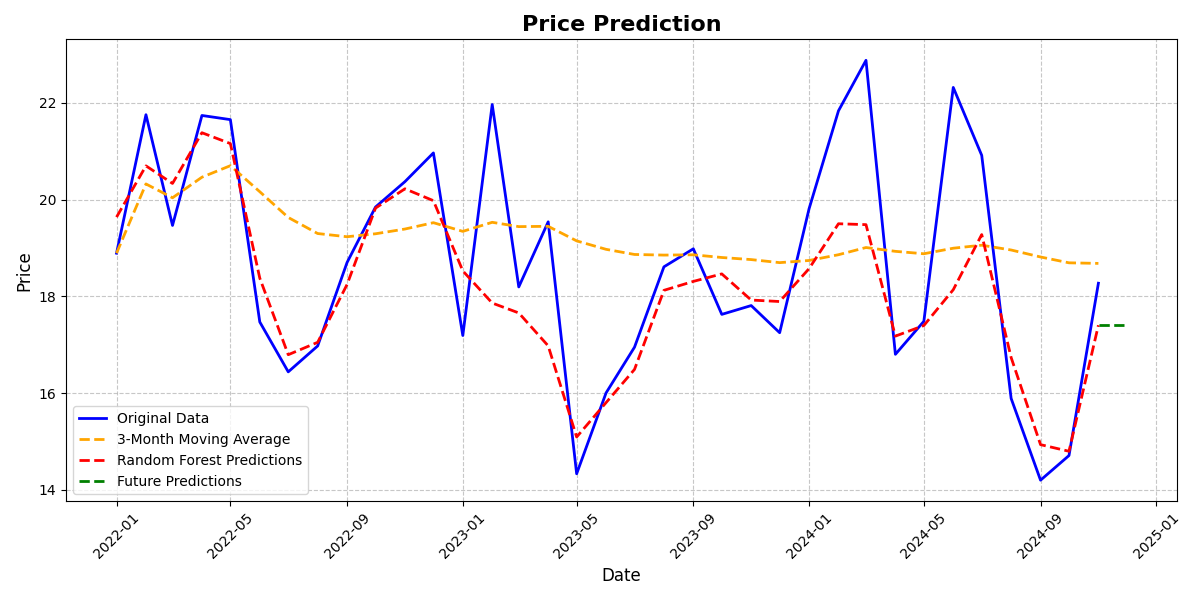 Price Prediction
Price
22
20
18
16
14
Original Data
3-Month Moving Average
Random Forest Predictions
Future Predictions
2022-01
2022-05
2022-09
2023-01
2023-05
2023-09
2024-01
2024-05
2024-09
2025-01
Date